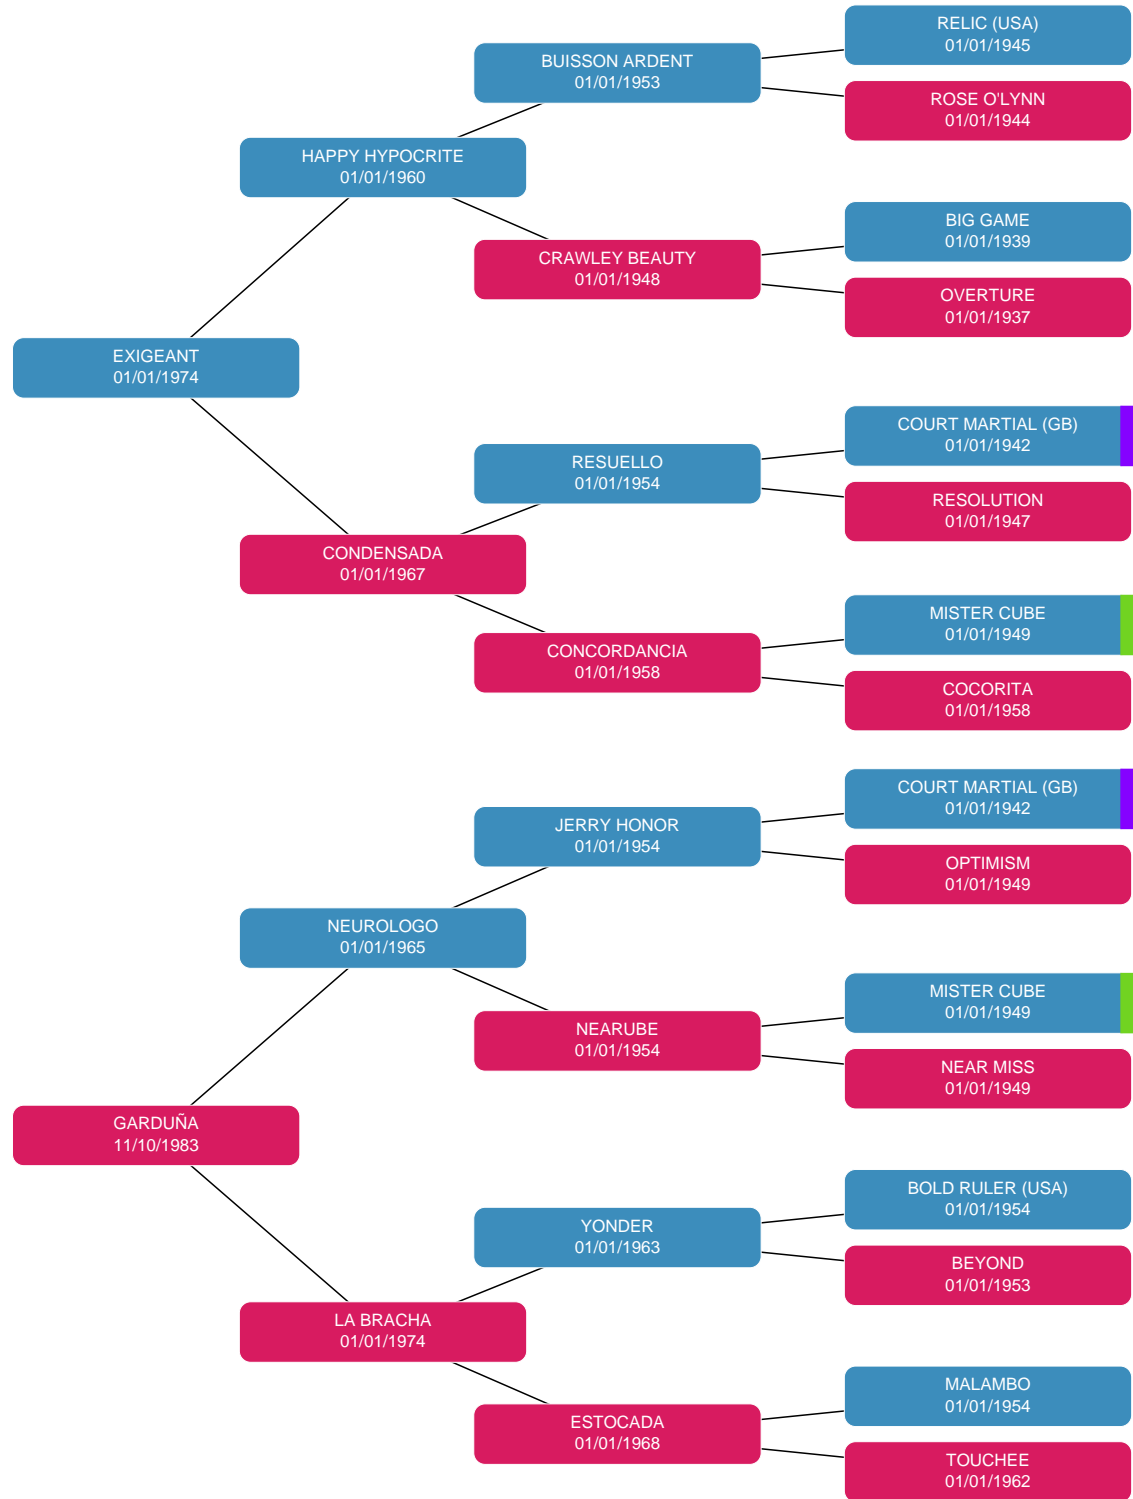 RELIC (USA)
01/01/1945
BUISSON ARDENT
01/01/1953
ROSE O'LYNN
01/01/1944
HAPPY HYPOCRITE
01/01/1960
BIG GAME
01/01/1939
CRAWLEY BEAUTY
01/01/1948
OVERTURE
01/01/1937
EXIGEANT
01/01/1974
COURT MARTIAL (GB)
01/01/1942
RESUELLO
01/01/1954
RESOLUTION
01/01/1947
CONDENSADA
01/01/1967
MISTER CUBE
01/01/1949
CONCORDANCIA
01/01/1958
COCORITA
01/01/1958
COURT MARTIAL (GB)
01/01/1942
JERRY HONOR
01/01/1954
OPTIMISM
01/01/1949
NEUROLOGO
01/01/1965
MISTER CUBE
01/01/1949
NEARUBE
01/01/1954
NEAR MISS
01/01/1949
GARDUÑA
11/10/1983
BOLD RULER (USA)
01/01/1954
YONDER
01/01/1963
BEYOND
01/01/1953
LA BRACHA
01/01/1974
MALAMBO
01/01/1954
ESTOCADA
01/01/1968
TOUCHEE
01/01/1962